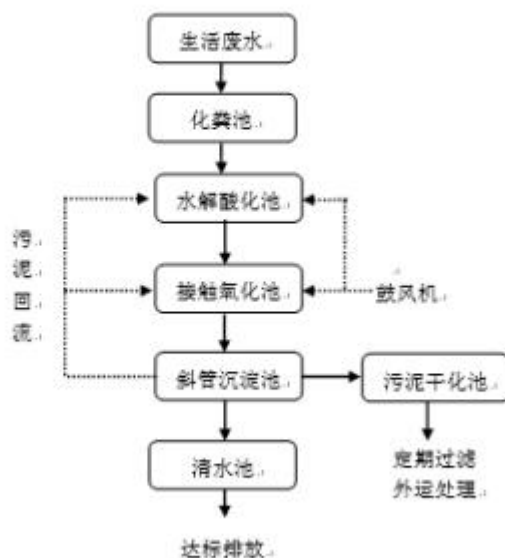 生活废水
化粪池
水解酸化池
污泥回流
接触氧化池
鼓风机
斜管沉淀池
污泥干化池
清水池
定期过滤
外运处理
达标排放